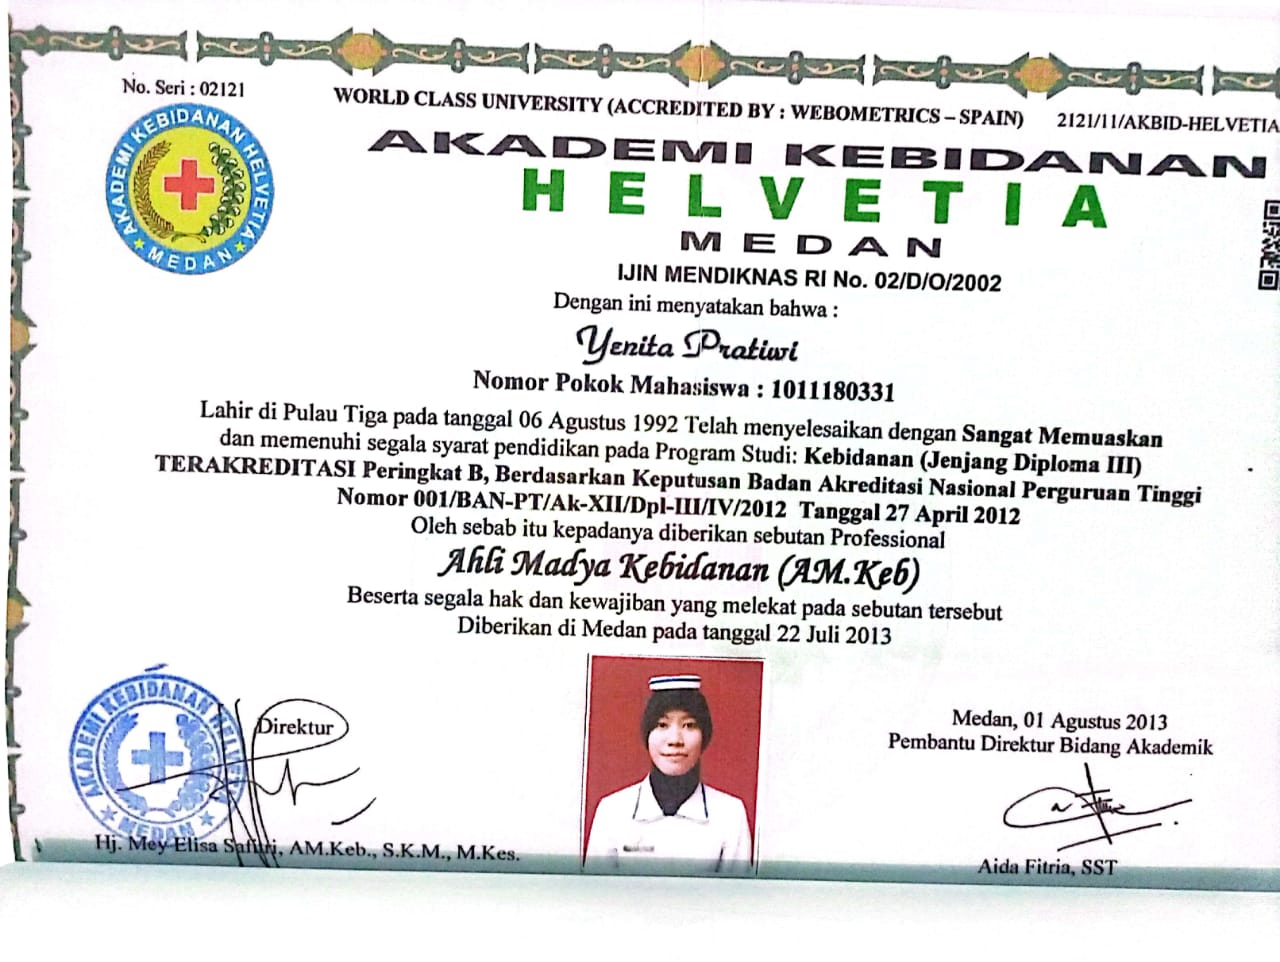 No. Seri : 02121
WORLD CLASS UNIVERSITY (ACCREDITED BY : WEBOMETRICS – SPAIN)
2121/11/AKBID-HELVETIA
AKADEMI KEBIDANAN HELVETIA
MEDAN
AKADEMI KEBIDANAN
HELVETIA
MEDAN
IJIN MENDIKNAS RI No. 02/D/O/2002
Dengan ini menyatakan bahwa :
Yenita Pratiwi
Nomor Pokok Mahasiswa : 1011180331
Lahir di Pulau Tiga pada tanggal 06 Agustus 1992 Telah menyelesaikan dengan Sangat Memuaskan
dan memenuhi segala syarat pendidikan pada Program Studi: Kebidanan (Jenjang Diploma III)
TERAKREDITASI Peringkat B, Berdasarkan Keputusan Badan Akreditasi Nasional Perguruan Tinggi
Nomor 001/BAN-PT/Ak-XII/Dpl-III/IV/2012 Tanggal 27 April 2012
Oleh sebab itu kepadanya diberikan sebutan Professional
Ahli Madya Kebidanan (AM.Keb)
Beserta segala hak dan kewajiban yang melekat pada sebutan tersebut
Diberikan di Medan pada tanggal 22 Juli 2013
AKADEMI KEBIDANAN HELVETIA
MEDAN
Direktur
Hj. Mey Elisa Safitri, AM.Keb., S.K.M., M.Kes.
Medan, 01 Agustus 2013
Pembantu Direktur Bidang Akademik
Aida Fitria, SST